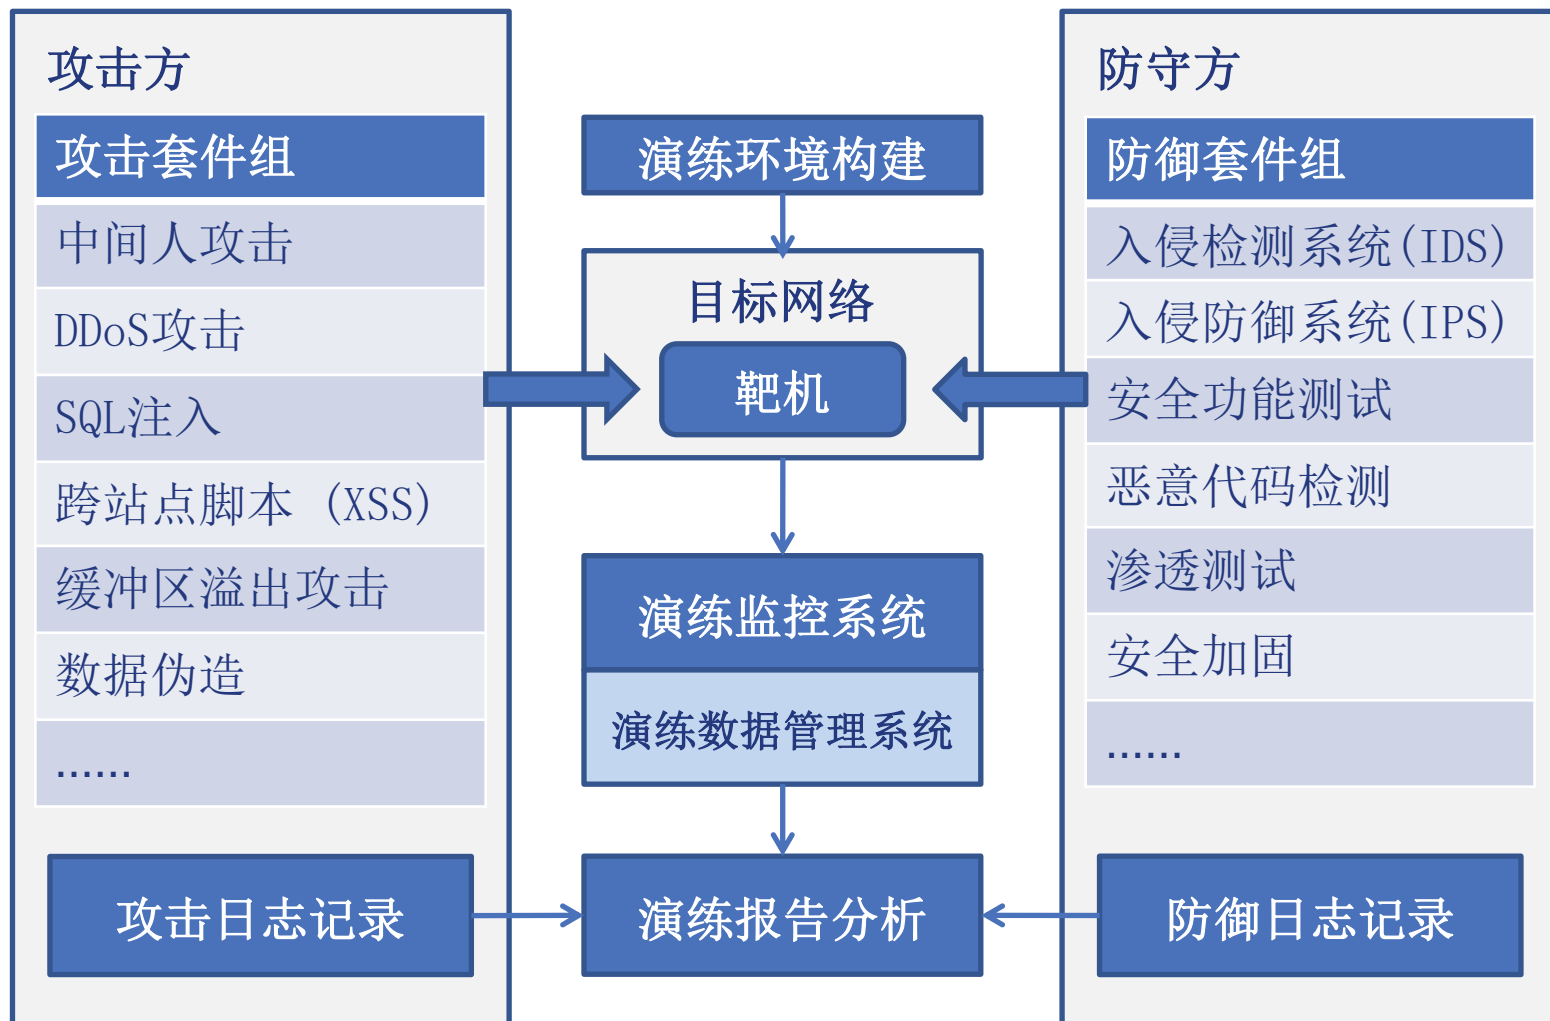 攻击方
攻击套件组
中间人攻击
DDoS攻击
SQL注入
跨站点脚本 (XSS)
缓冲区溢出攻击
数据伪造
......
攻击日志记录
演练环境构建
目标网络
靶机
演练监控系统
演练数据管理系统
演练报告分析
防守方
防御套件组
入侵检测系统(IDS)
入侵防御系统(IPS)
安全功能测试
恶意代码检测
渗透测试
安全加固
......
防御日志记录